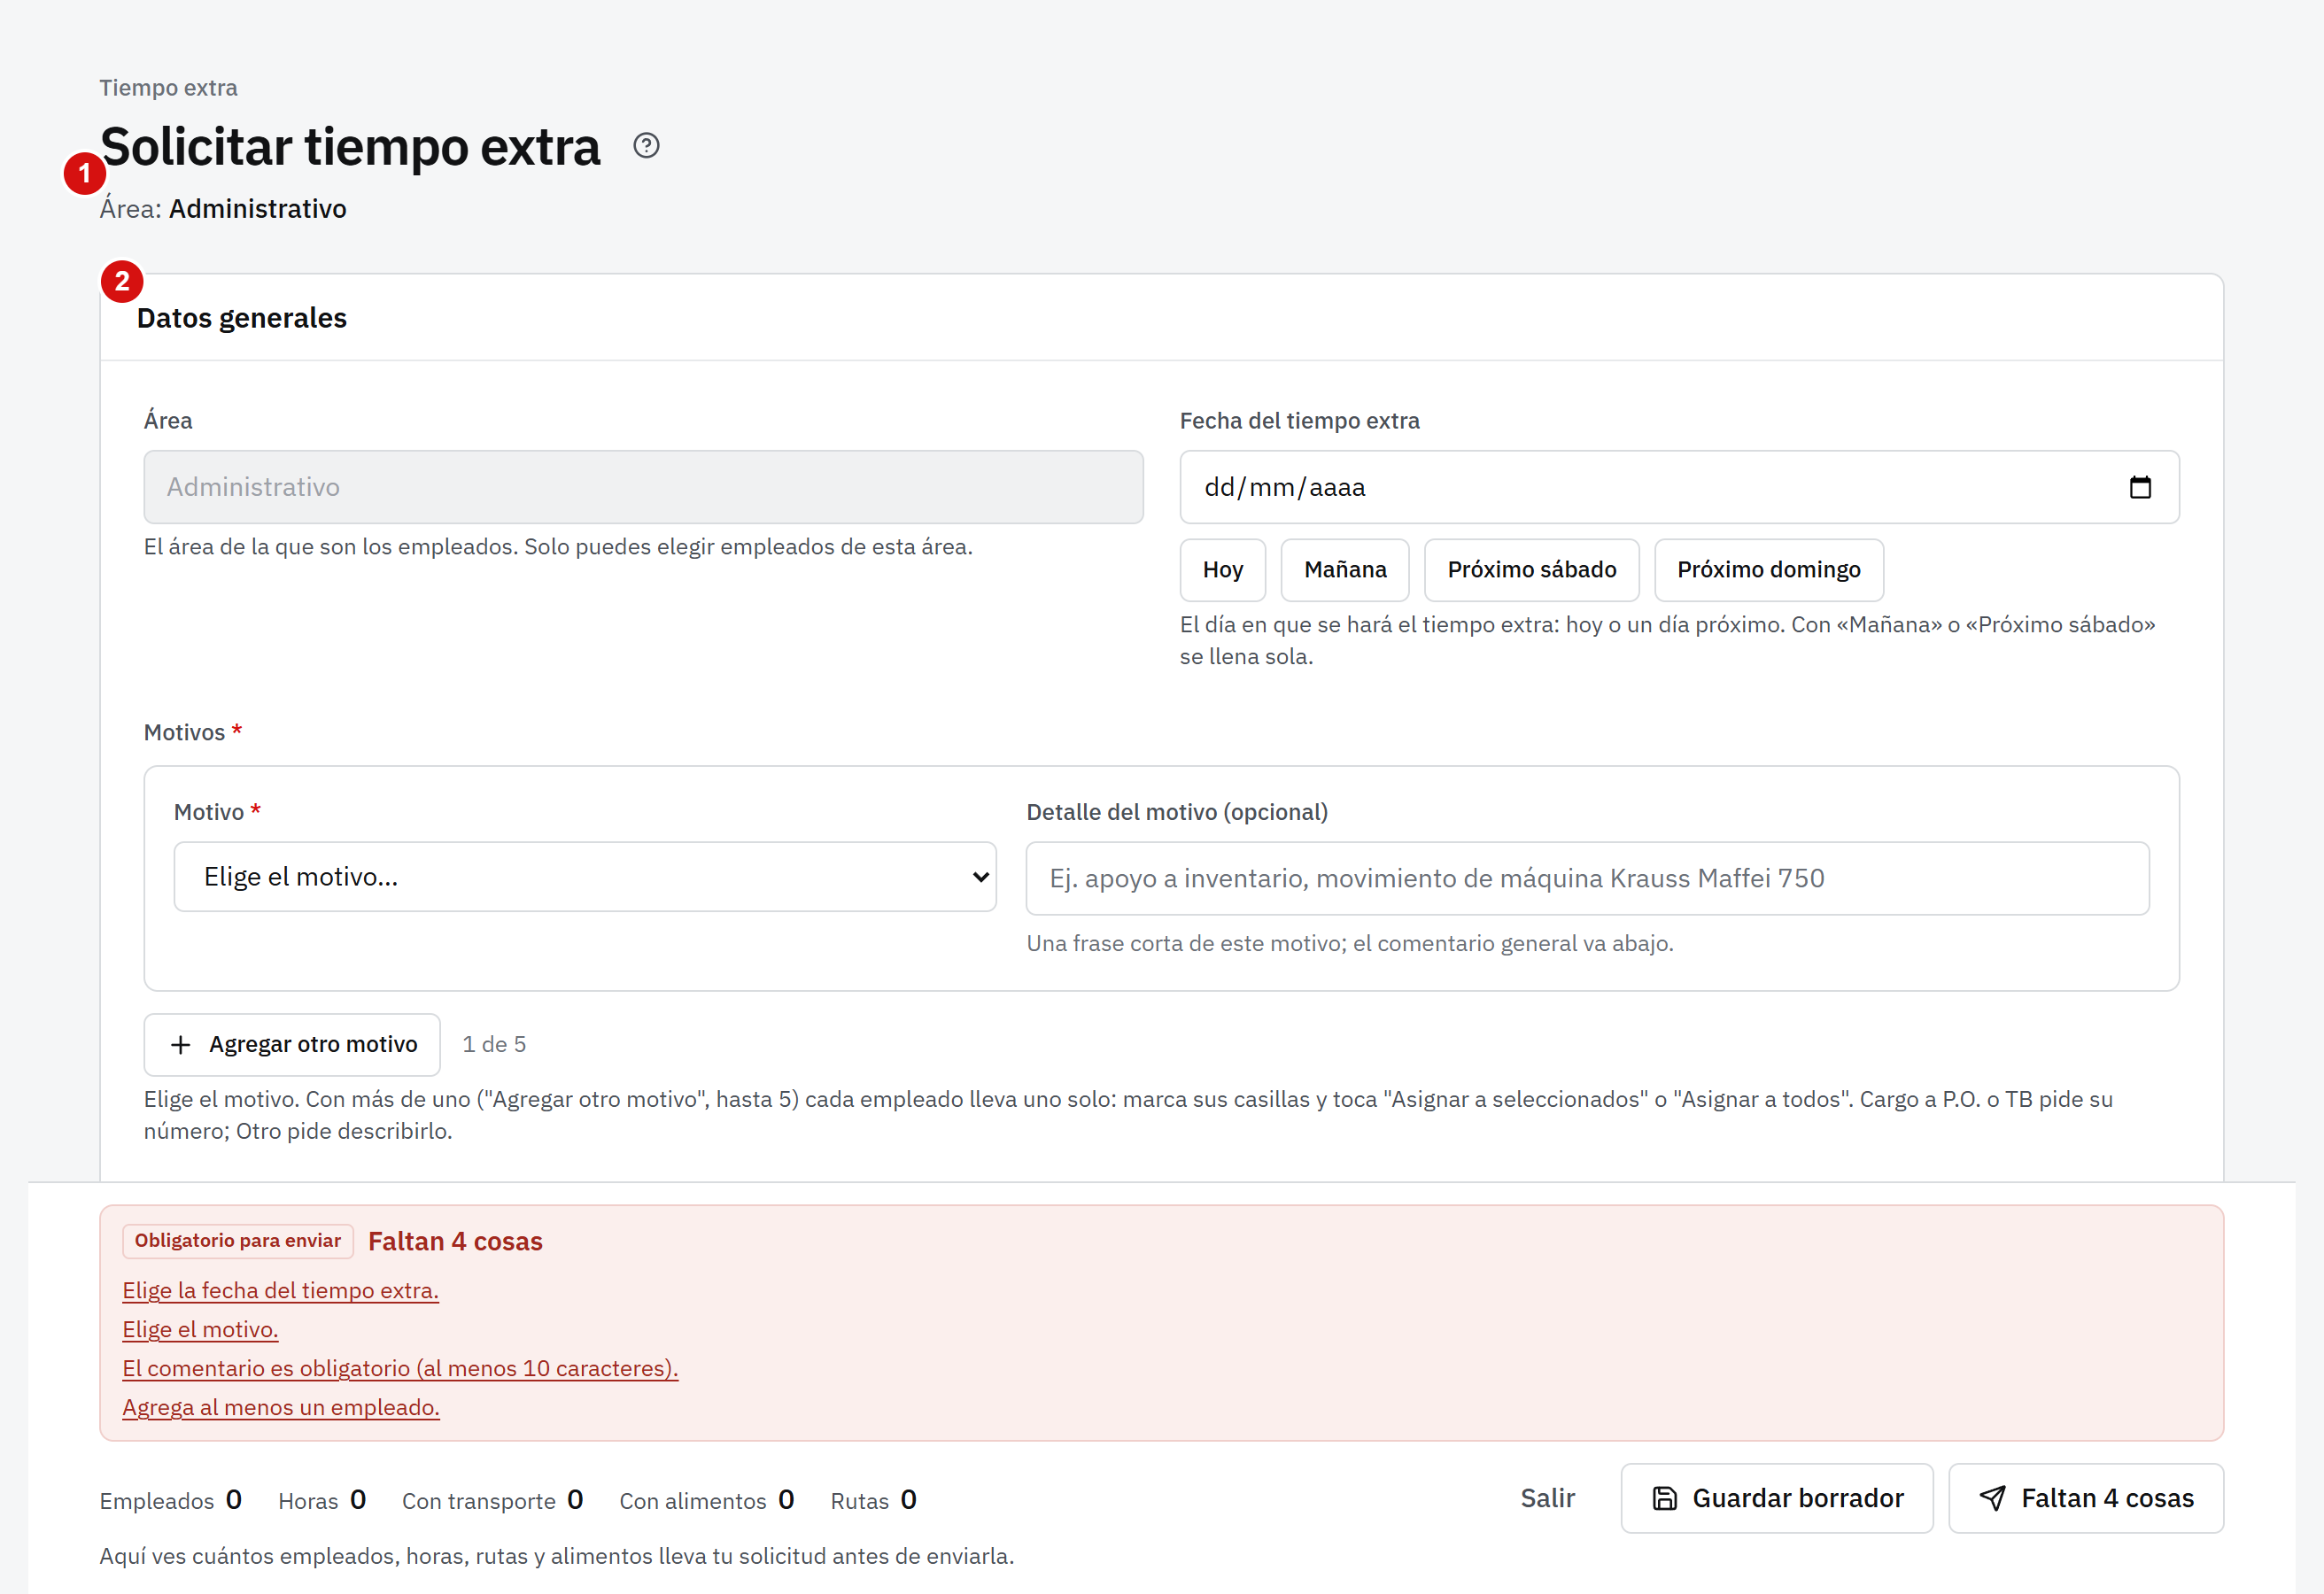 Tiempo extra
Solicitar tiempo extra
1
Área: Administrativo
2
Datos generales
Área
Administrativo
El área de la que son los empleados. Solo puedes elegir empleados de esta área.
Fecha del tiempo extra
dd/mm/aaaa
Hoy
Mañana
Próximo sábado
Próximo domingo
El día en que se hará el tiempo extra: hoy o un día próximo. Con «Mañana» o «Próximo sábado»
se llena sola.
Motivos *
Motivo *
Elige el motivo...
Detalle del motivo (opcional)
Ej. apoyo a inventario, movimiento de máquina Krauss Maffei 750
Una frase corta de este motivo; el comentario general va abajo.
Agregar otro motivo
1 de 5
Elige el motivo. Con más de uno ("Agregar otro motivo", hasta 5) cada empleado lleva uno solo: marca sus casillas y toca "Asignar a seleccionados" o "Asignar a todos". Cargo a P.O. o TB pide su
número; Otro pide describirlo.
Obligatorio para enviar
Faltan 4 cosas
Elige la fecha del tiempo extra.
Elige el motivo.
El comentario es obligatorio (al menos 10 caracteres).
Agrega al menos un empleado.
Empleados 0
Horas 0
Con transporte 0
Con alimentos 0
Rutas 0
Salir
Guardar borrador
Faltan 4 cosas
Aquí ves cuántos empleados, horas, rutas y alimentos lleva tu solicitud antes de enviarla.